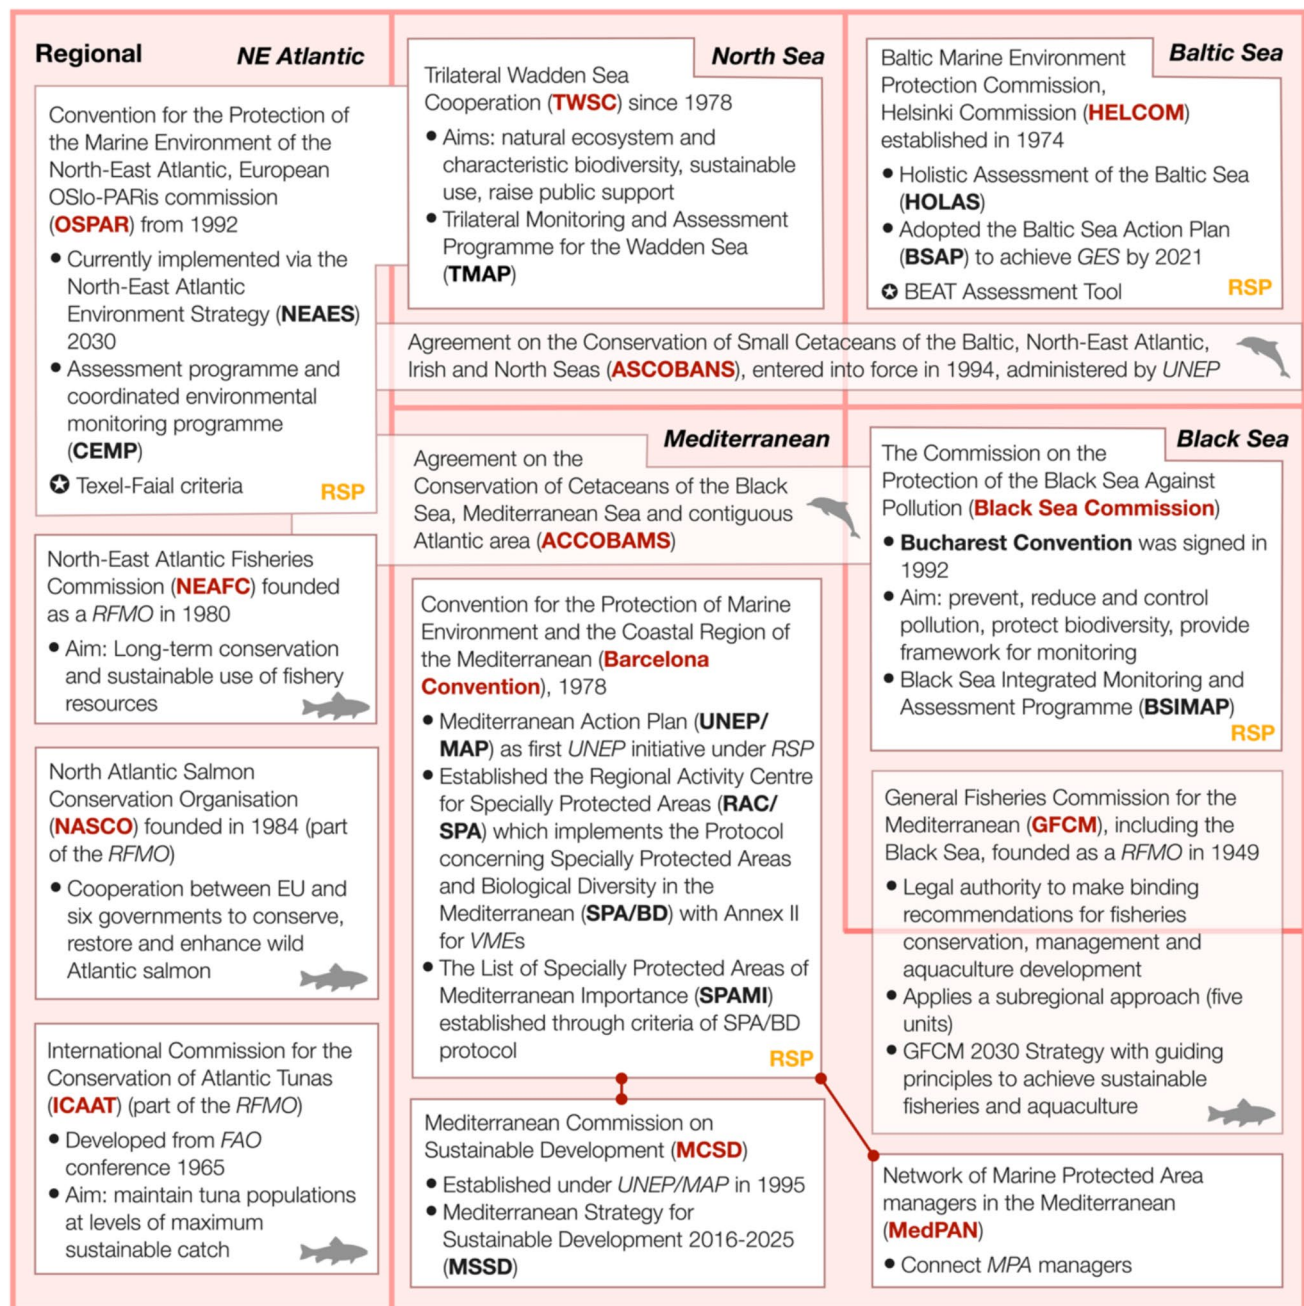 Regional
NE Atlantic
Convention for the Protection of
the Marine Environment of the
North-East Atlantic, European
OSlo-PARis commission
(OSPAR) from 1992
• Currently implemented via the
North-East Atlantic
Environment Strategy (NEAES)
2030
• Assessment programme and
coordinated environmental
monitoring programme
(CEMP)
✪ Texel-Faial criteria
RSP
North-East Atlantic Fisheries
Commission (NEAFC) founded
as a RFMO in 1980
• Aim: Long-term conservation
and sustainable use of fishery
resources
North Atlantic Salmon
Conservation Organisation
(NASCO) founded in 1984 (part
of the RFMO)
• Cooperation between EU and
six governments to conserve,
restore and enhance wild
Atlantic salmon
International Commission for the
Conservation of Atlantic Tunas
(ICAAT) (part of the RFMO)
• Developed from FAO
conference 1965
• Aim: maintain tuna populations
at levels of maximum
sustainable catch
North Sea
Trilateral Wadden Sea
Cooperation (TWSC) since 1978
• Aims: natural ecosystem and
characteristic biodiversity, sustainable
use, raise public support
• Trilateral Monitoring and Assessment
Programme for the Wadden Sea
(TMAP)
Baltic Sea
Baltic Marine Environment
Protection Commission,
Helsinki Commission (HELCOM)
established in 1974
• Holistic Assessment of the Baltic Sea
(HOLAS)
• Adopted the Baltic Sea Action Plan
(BSAP) to achieve GES by 2021
✪ BEAT Assessment Tool
RSP
Agreement on the Conservation of Small Cetaceans of the Baltic, North-East Atlantic,
Irish and North Seas (ASCOBANS), entered into force in 1994, administered by UNEP
Mediterranean
Agreement on the
Conservation of Cetaceans of the Black
Sea, Mediterranean Sea and contiguous
Atlantic area (ACCOBAMS)
Convention for the Protection of Marine
Environment and the Coastal Region of
the Mediterranean (Barcelona
Convention), 1978
• Mediterranean Action Plan (UNEP/
MAP) as first UNEP initiative under RSP
• Established the Regional Activity Centre
for Specially Protected Areas (RAC/
SPA) which implements the Protocol
concerning Specially Protected Areas
and Biological Diversity in the
Mediterranean (SPA/BD) with Annex II
for VMEs
• The List of Specially Protected Areas of
Mediterranean Importance (SPAMI)
established through criteria of SPA/BD
protocol
RSP
Mediterranean Commission on
Sustainable Development (MCSD)
• Established under UNEP/MAP in 1995
• Mediterranean Strategy for
Sustainable Development 2016-2025
(MSSD)
Black Sea
The Commission on the
Protection of the Black Sea Against
Pollution (Black Sea Commission)
• Bucharest Convention was signed in
1992
• Aim: prevent, reduce and control
pollution, protect biodiversity, provide
framework for monitoring
• Black Sea Integrated Monitoring and
Assessment Programme (BSIMAP)
RSP
General Fisheries Commission for the
Mediterranean (GFCM), including the
Black Sea, founded as a RFMO in 1949
• Legal authority to make binding
recommendations for fisheries
conservation, management and
aquaculture development
• Applies a subregional approach (five
units)
• GFCM 2030 Strategy with guiding
principles to achieve sustainable
fisheries and aquaculture
Network of Marine Protected Area
managers in the Mediterranean
(MedPAN)
• Connect MPA managers